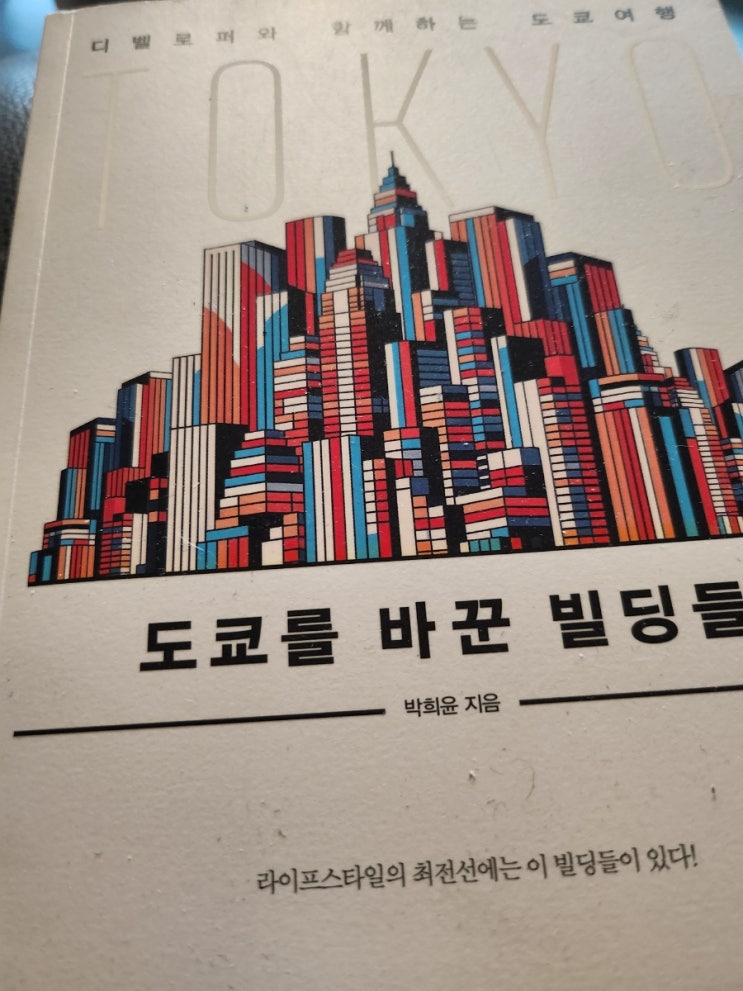 디벨로퍼와 함께하는 도쿄여행
TOKYO
도쿄를 바꾼 빌딩들
박희윤 지음
라이프스타일의 최전선에는 이 빌딩들이 있다!